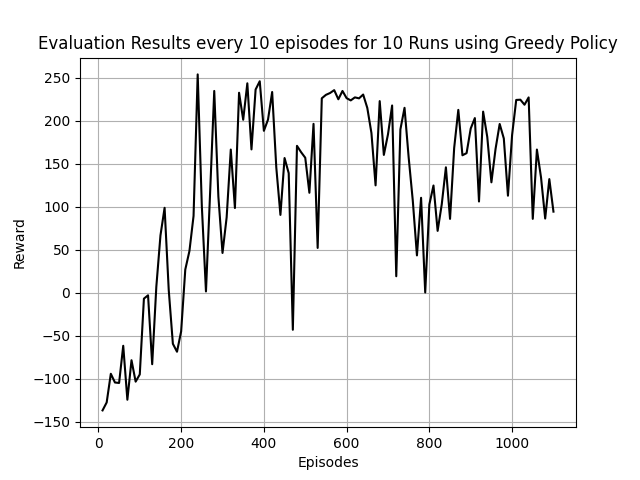 Evaluation Results every 10 episodes for 10 Runs using Greedy Policy
250
200
150
100
50
0
−50
−100
−150
Reward
0 200 400 600 800 1000
Episodes